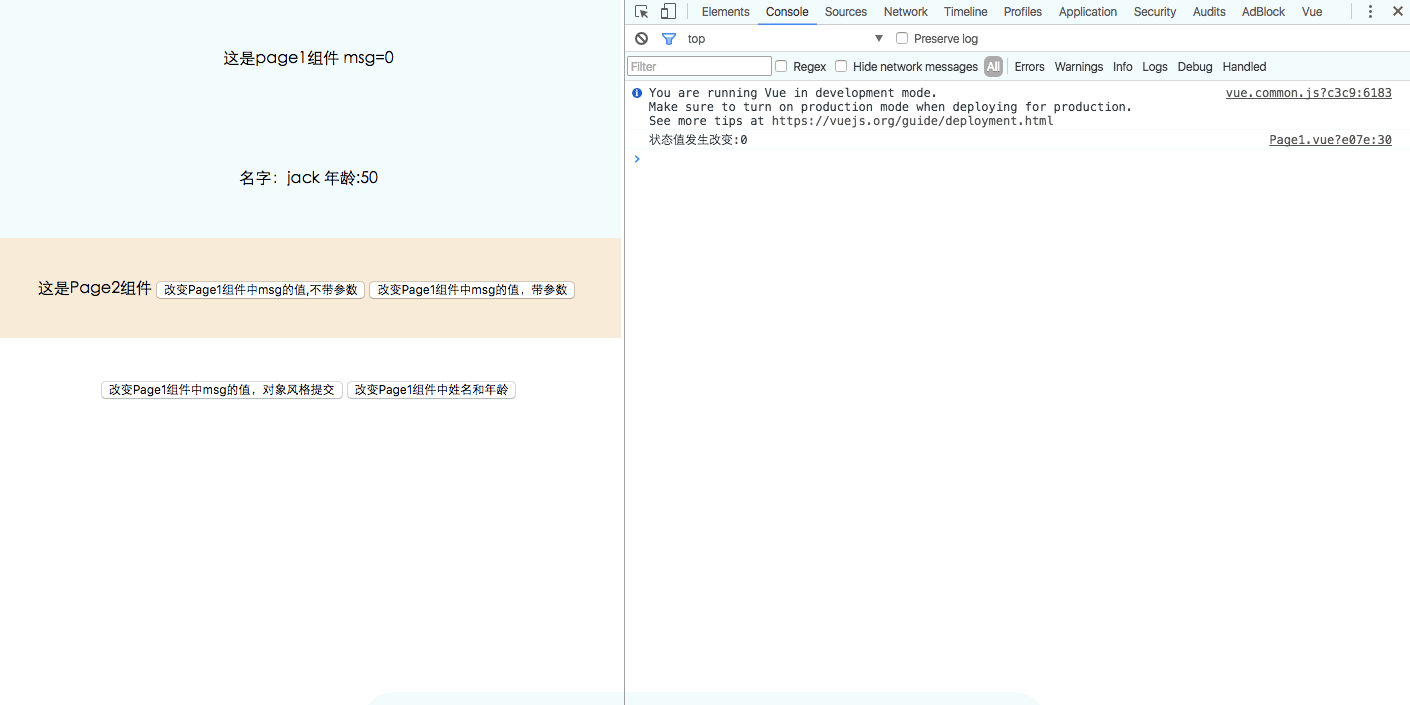 这是page1组件 msg=0
名字：jack 年龄:50
这是Page2组件 改变Page1组件中msg的值,不带参数 改变Page1组件中msg的值，带参数
改变Page1组件中msg的值，对象风格提交 改变Page1组件中姓名和年龄
Elements Console Sources Network Timeline Profiles Application Security Audits AdBlock Vue
top Preserve log
Filter Regex Hide network messages All Errors Warnings Info Logs Debug Handled
You are running Vue in development mode. vue.common.js?c3c9:6183
Make sure to turn on production mode when deploying for production.
See more tips at https://vuejs.org/guide/deployment.html
状态值发生改变:0 Page1.vue?e07e:30